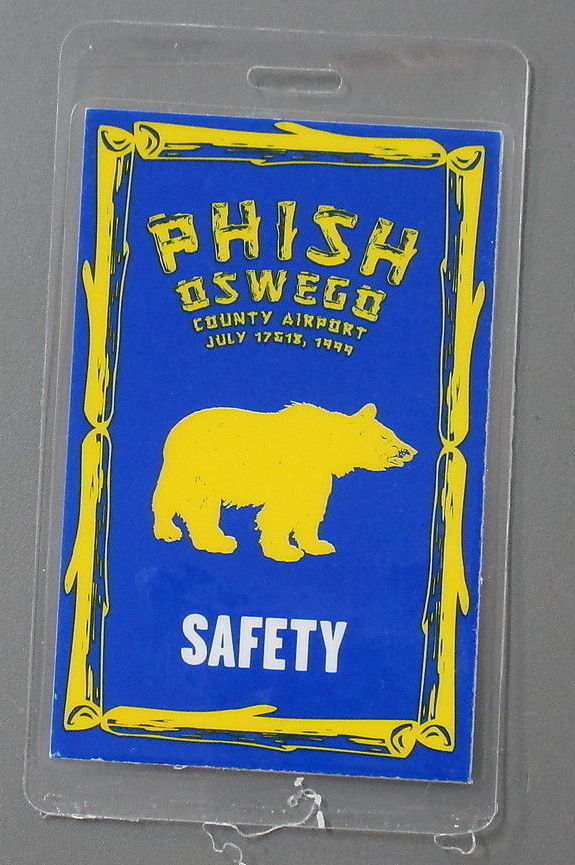 PHISH
OSWEGO
COUNTY AIRPORT
JULY 17&18, 1999
SAFETY